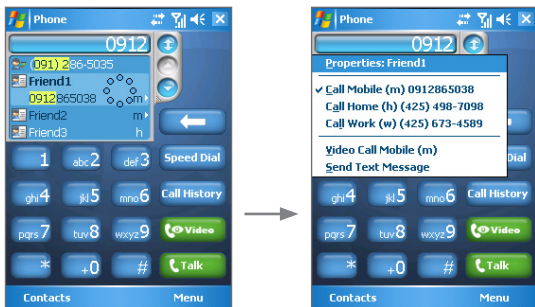 Phone
0912
(091) 286-5035
Friend1
0912865038 m
Friend2 m
Friend3 h
1 abc2 def3 Speed Dial
ghi4 jkl5 mno6 Call History
pqrs7 tuv8 wxyz9 Video
* +0 # Talk
Contacts Menu
Phone
0912
Properties: Friend1
Call Mobile (m) 0912865038
Call Home (h) (425) 498-7098
Call Work (w) (425) 673-4589
Video Call Mobile (m)
Send Text Message
Dial
ghi4 jkl5 mno6 Call History
pqrs7 tuv8 wxyz9 Video
* +0 # Talk
Contacts Menu